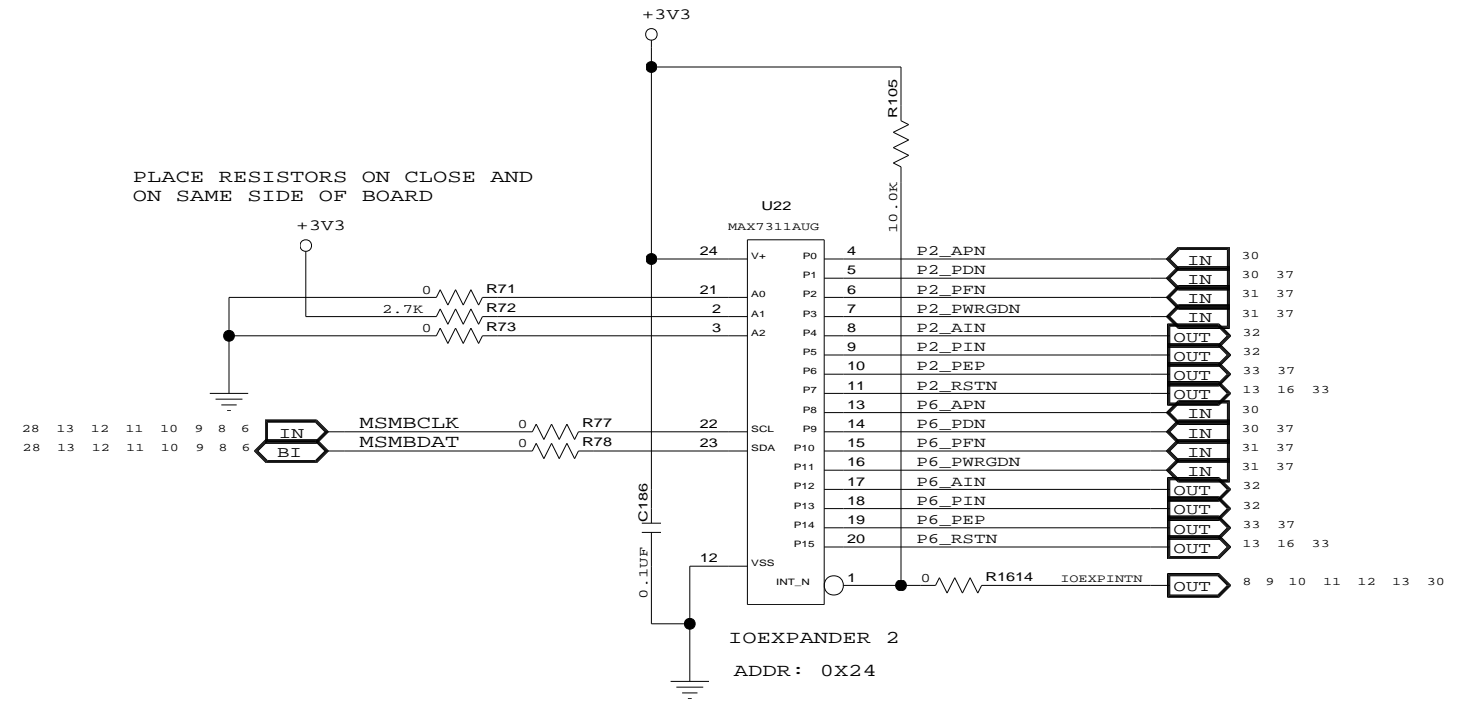 +3V3
R105
10.0K
PLACE RESISTORS ON CLOSE AND
ON SAME SIDE OF BOARD
+3V3
U22
MAX7311AUG
24 V+ P0 4 P2_APN IN 30
P1 5 P2_PDN IN 30 37
0 R71 21 A0 P2 6 P2_PFN IN 31 37
2.7K R72 2 A1 P3 7 P2_PWRGDN IN 31 37
0 R73 3 A2 P4 8 P2_AIN OUT 32
P5 9 P2_PIN OUT 32
P6 10 P2_PEP OUT 33 37
P7 11 P2_RSTN OUT 13 16 33
P8 13 P6_APN IN 30
28 13 12 11 10 9 8 6 IN MSMBCLK 0 R77 22 SCL P9 14 P6_PDN IN 30 37
28 13 12 11 10 9 8 6 BI MSMBDAT 0 R78 23 SDA P10 15 P6_PFN IN 31 37
P11 16 P6_PWRGDN IN 31 37
P12 17 P6_AIN OUT 32
P13 18 P6_PIN OUT 32
P14 19 P6_PEP OUT 33 37
P15 20 P6_RSTN OUT 13 16 33
C186
0.1UF
12 VSS
INT_N 1 0 R1614 IOEXPINTN OUT 8 9 10 11 12 13 30
IOEXPANDER 2
ADDR: 0X24